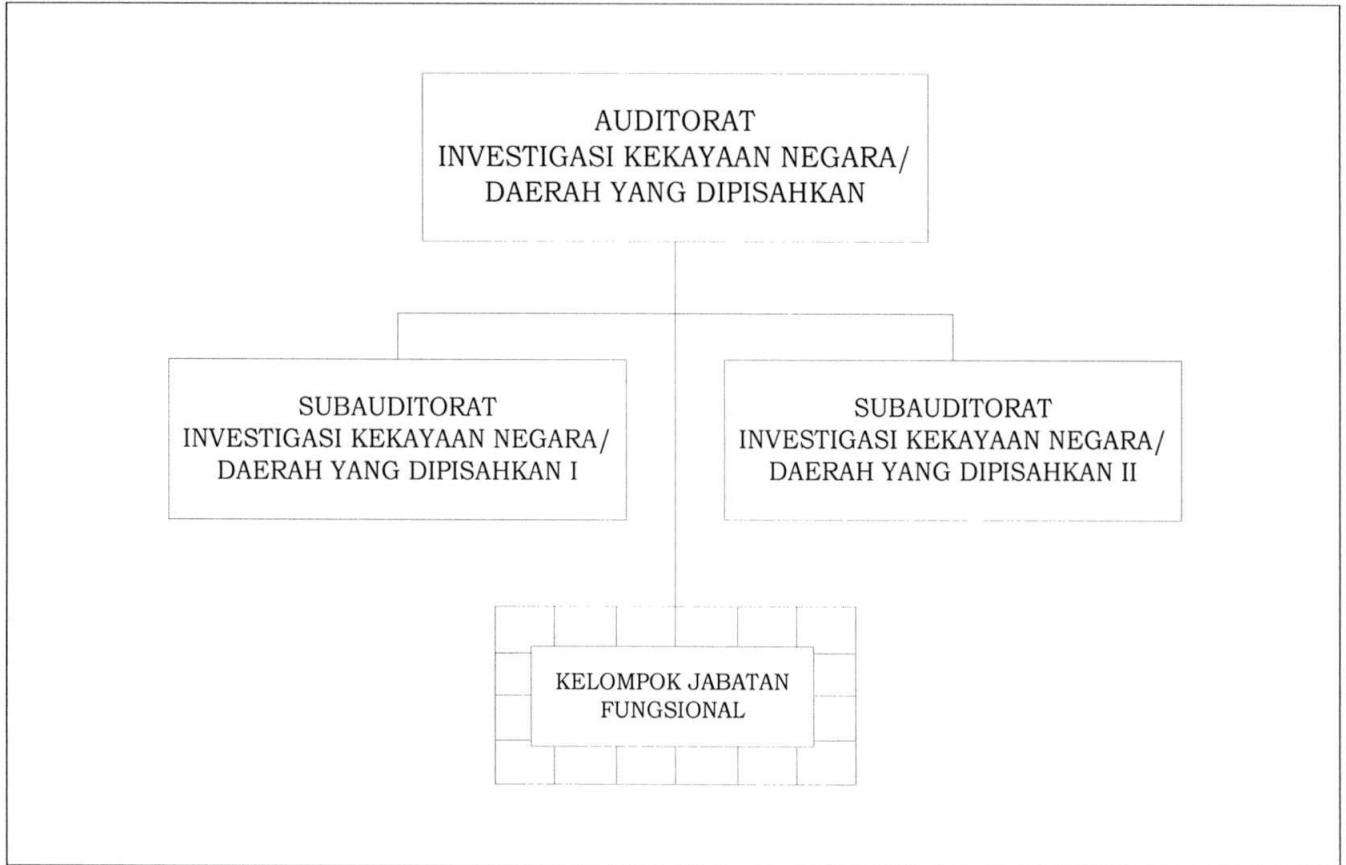 AUDITORAT
INVESTIGASI KEKAYAAN NEGARA/
DAERAH YANG DIPISAHKAN
SUBAUDITORAT
INVESTIGASI KEKAYAAN NEGARA/
DAERAH YANG DIPISAHKAN I
SUBAUDITORAT
INVESTIGASI KEKAYAAN NEGARA/
DAERAH YANG DIPISAHKAN II
KELOMPOK JABATAN
FUNGSIONAL